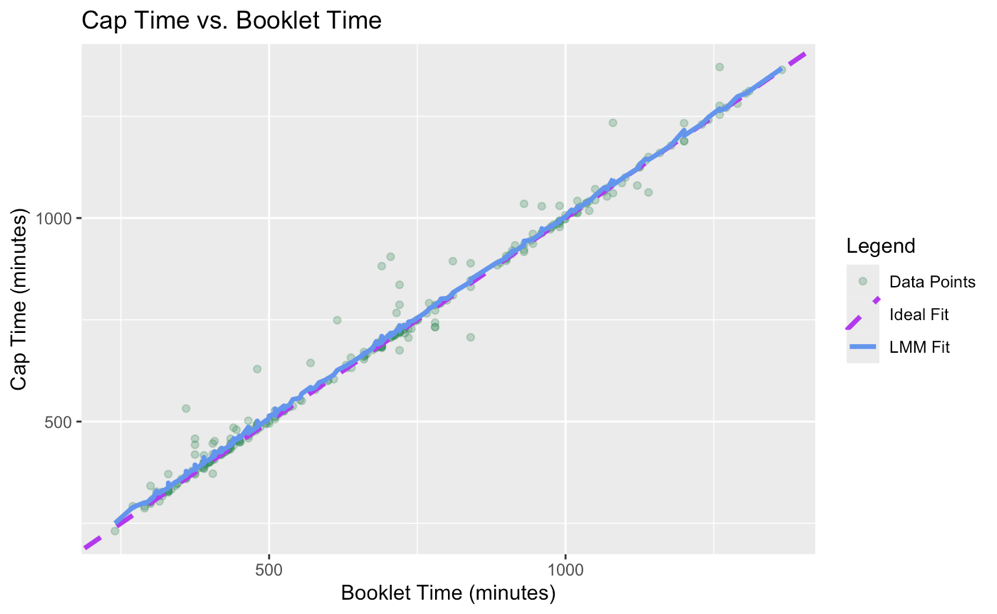 Cap Time vs. Booklet Time
Cap Time (minutes)
1000
500
500
1000
Booklet Time (minutes)
Legend
Data Points
Ideal Fit
LMM Fit